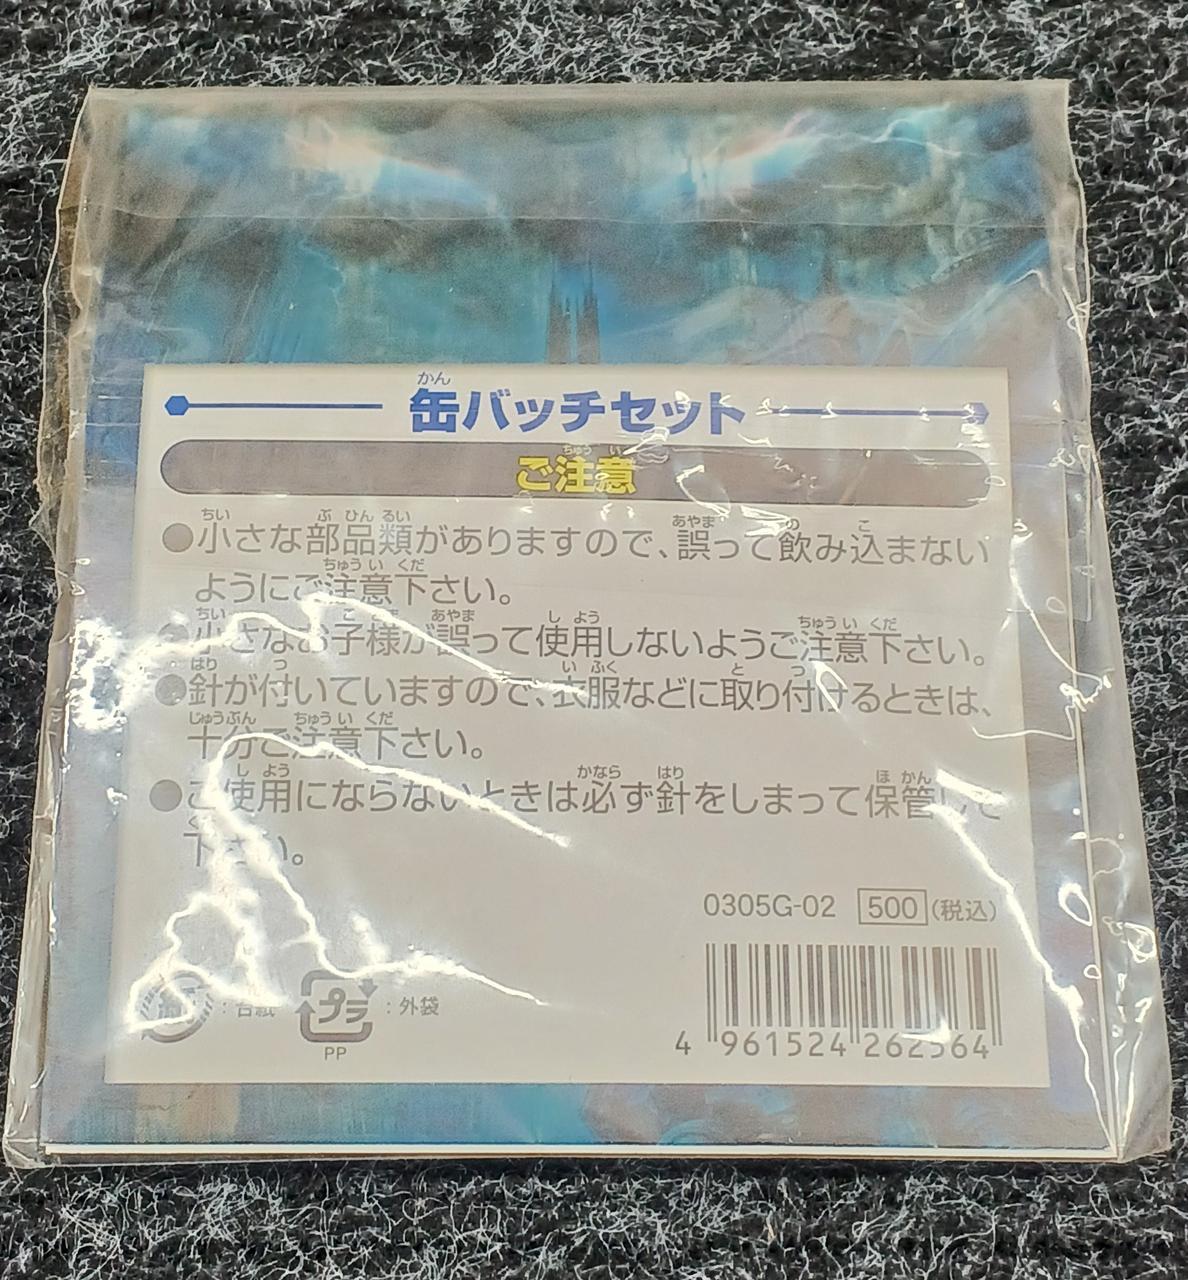 缶バッチセット
ご注意
●小さな部品類がありますので、誤って飲み込まない
ようにご注意下さい。
●小さなお子様が誤って使用しないようご注意下さい。
●針が付いていますので、衣服などに取り付けるときは、
十分ご注意下さい。
●ご使用にならないときは必ず針をしまって保管して
下さい。
0305G-02 500 (税込)
紙 : 台紙 プラ : 外袋
PP
4 961524 262564